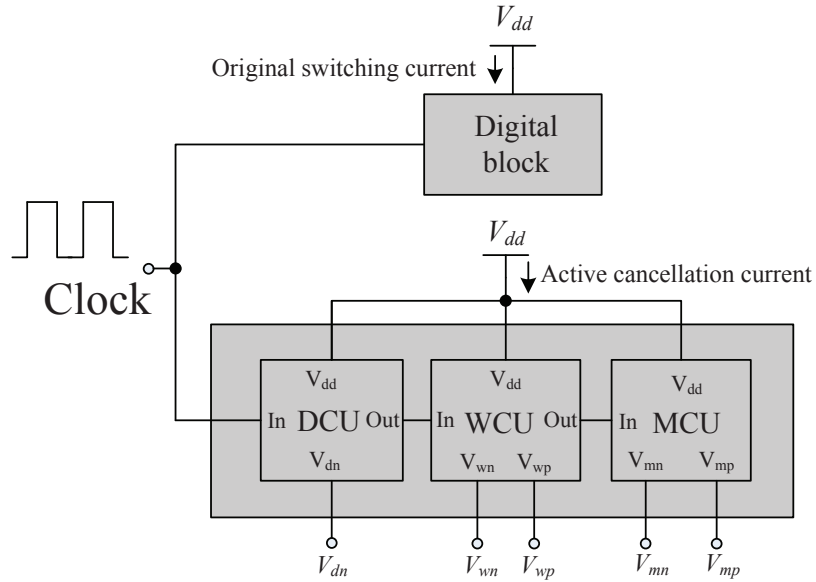 V_dd
Original switching current
Digital
block
V_dd
Active cancellation current
Clock
V_dd V_dd V_dd
In DCU Out In WCU Out In MCU
V_dn V_wn V_wp V_mn V_mp
V_dn V_wn V_wp V_mn V_mp